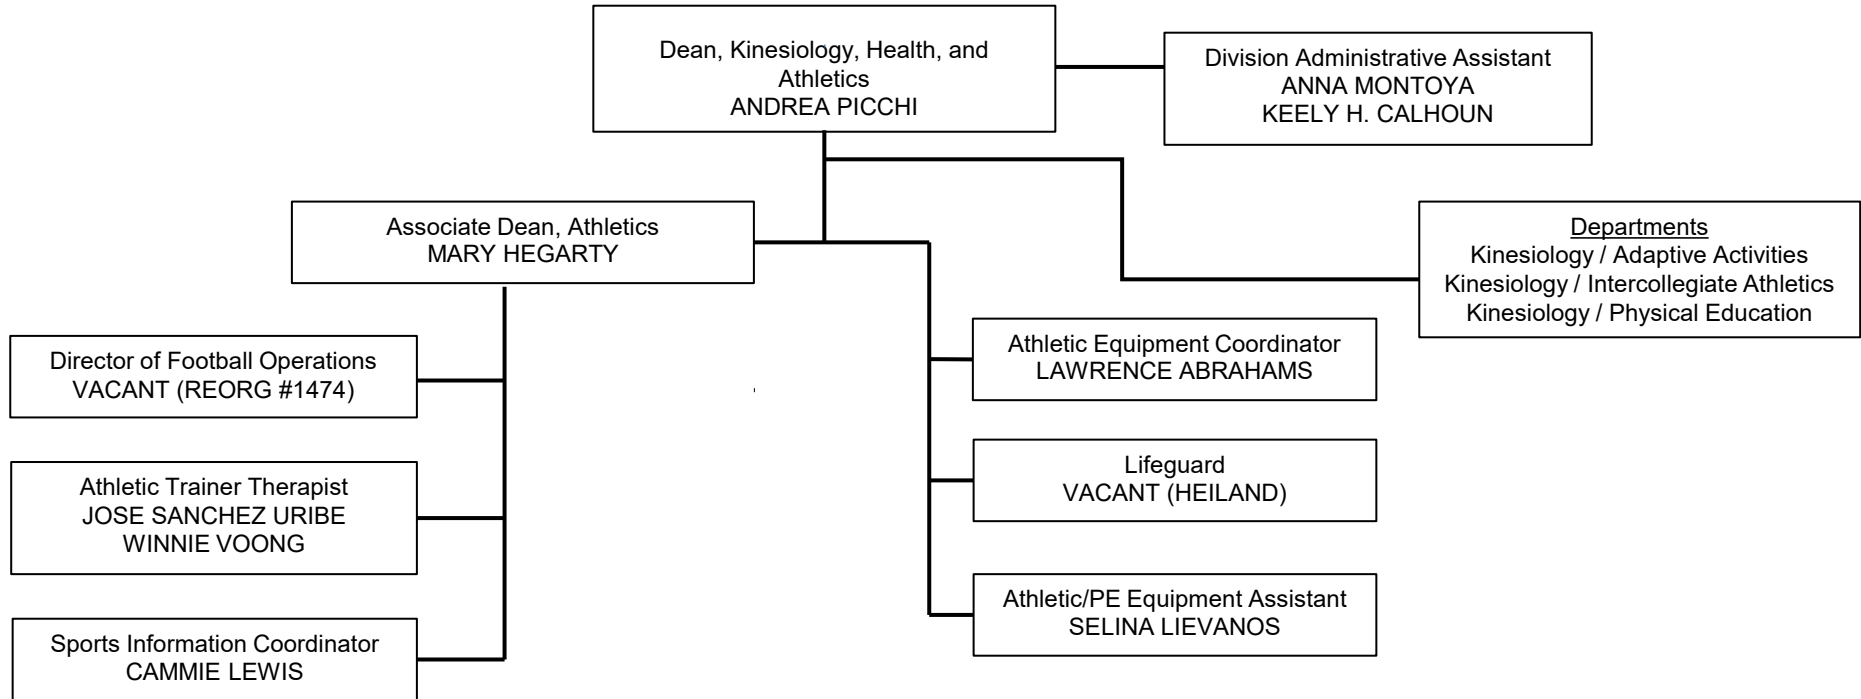 Dean, Kinesiology, Health, and
Athletics
ANDREA PICCHI
Division Administrative Assistant
ANNA MONTOYA
KEELY H. CALHOUN
Associate Dean, Athletics
MARY HEGARTY
Departments
Kinesiology / Adaptive Activities
Kinesiology / Intercollegiate Athletics
Kinesiology / Physical Education
Director of Football Operations
VACANT (REORG #1474)
Athletic Trainer Therapist
JOSE SANCHEZ URIBE
WINNIE VOONG
Sports Information Coordinator
CAMMIE LEWIS
Athletic Equipment Coordinator
LAWRENCE ABRAHAMS
Lifeguard
VACANT (HEILAND)
Athletic/PE Equipment Assistant
SELINA LIEVANOS